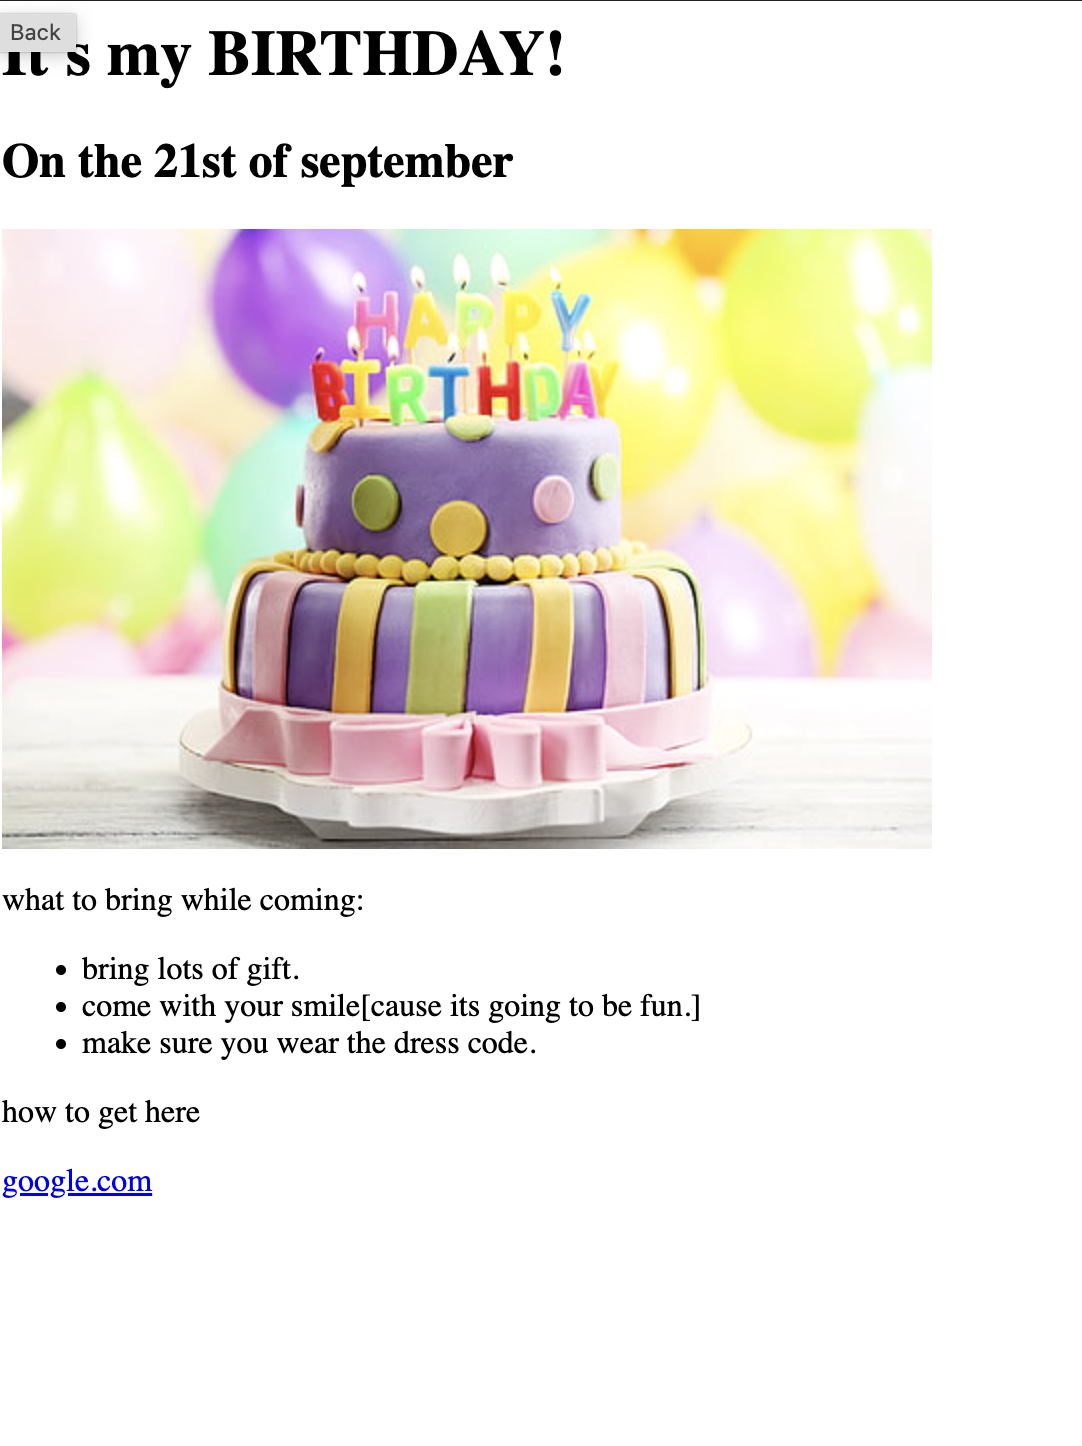 Back
It's my BIRTHDAY!
On the 21st of september
HAPPY
BIRTHDAY
what to bring while coming:
bring lots of gift.
come with your smile[cause its going to be fun.]
make sure you wear the dress code.
how to get here
google.com